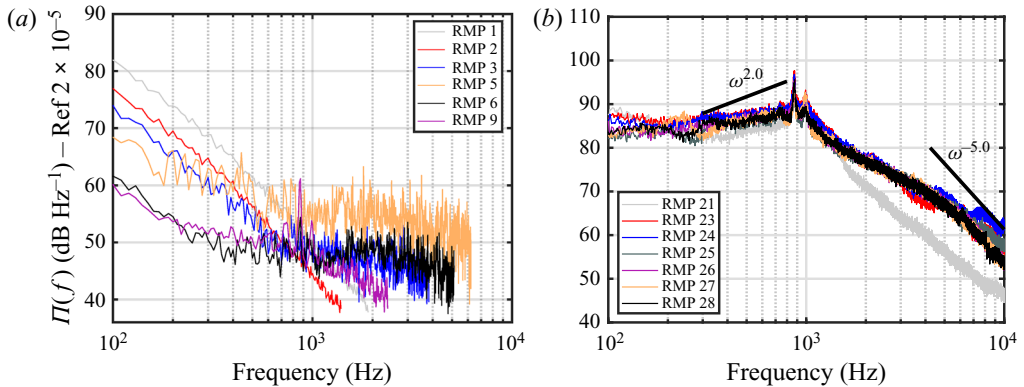 (a)
Π(f) (dB Hz⁻¹) – Ref 2 × 10⁻⁵
90
80
70
60
50
40
RMP 1
RMP 2
RMP 3
RMP 5
RMP 6
RMP 9
10² 10³ 10⁴
Frequency (Hz)
(b)
110
100
90
80
70
60
50
40
ω²·⁰
ω⁻⁵·⁰
RMP 21
RMP 23
RMP 24
RMP 25
RMP 26
RMP 27
RMP 28
10² 10³ 10⁴
Frequency (Hz)